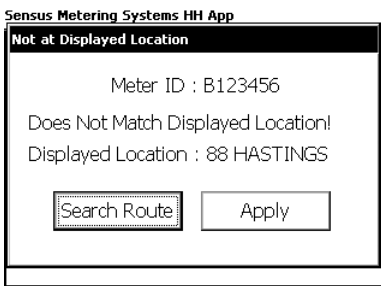 Sensus Metering Systems HH App
Not at Displayed Location
Meter ID : B123456
Does Not Match Displayed Location!
Displayed Location : 88 HASTINGS
Search Route
Apply